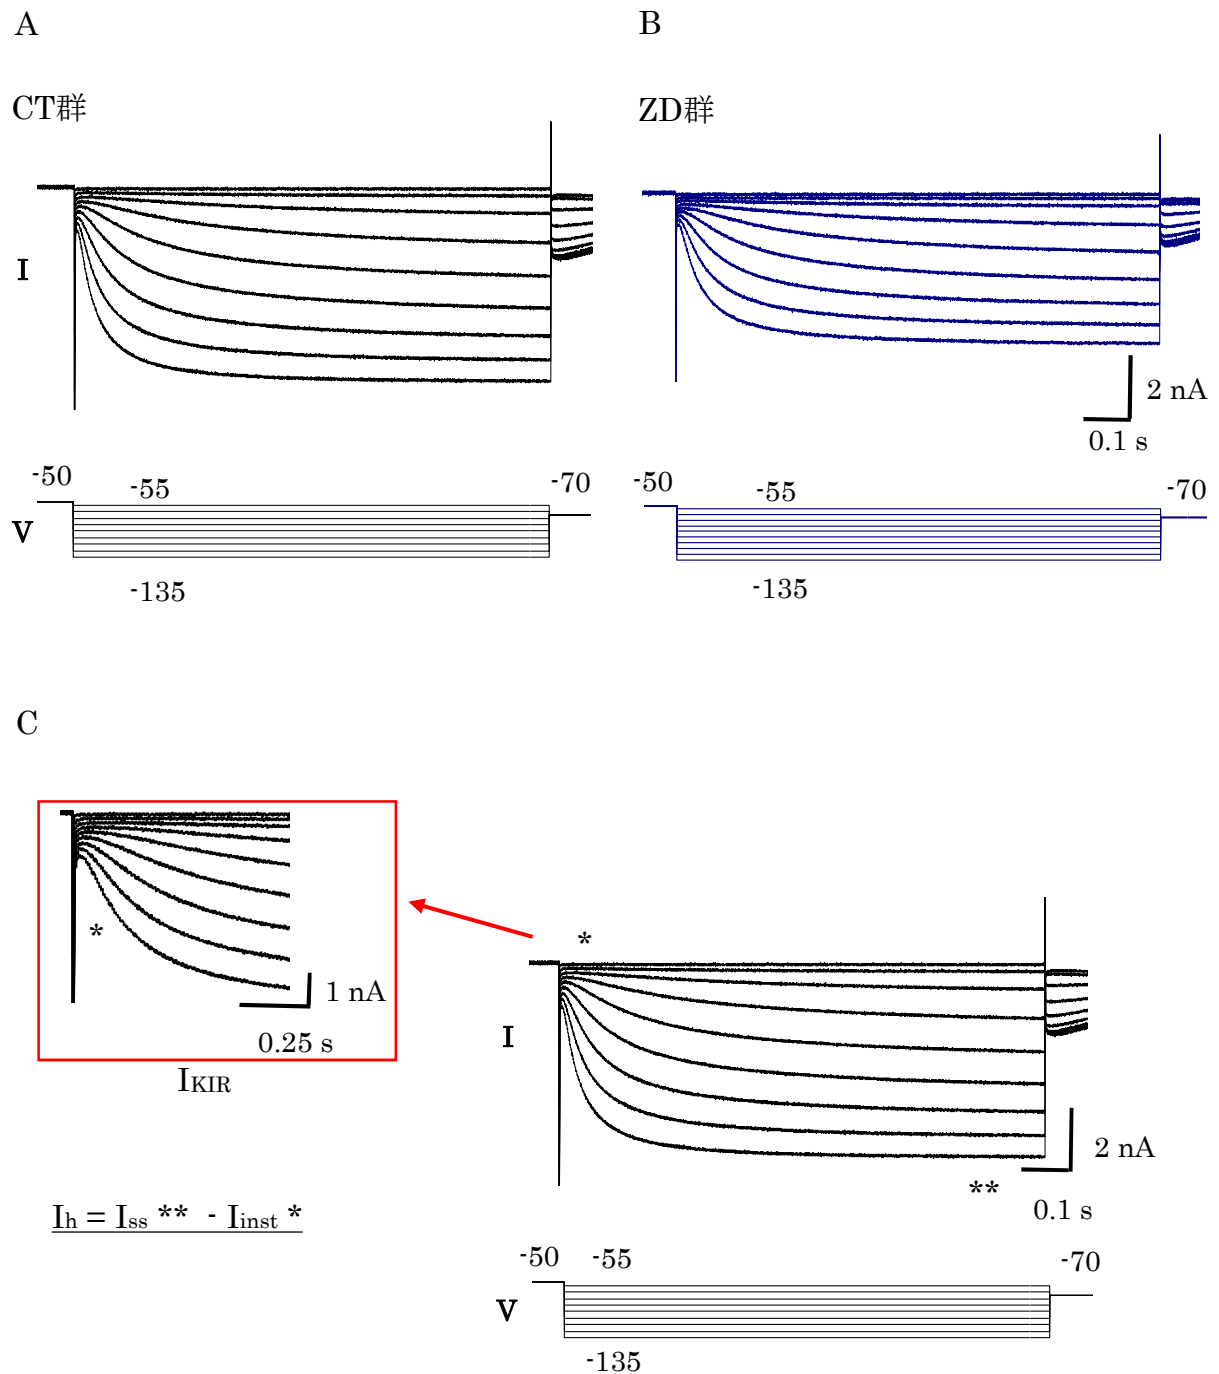 A
B
CT群
ZD群
I
2 nA
0.1 s
-50
-55
-70
-50
-55
-70
V
-135
-135
C
*
1 nA
0.25 s
IKIR
*
I
2 nA
**
0.1 s
Ih = Iss ** - Iinst *
-50
-55
-70
V
-135